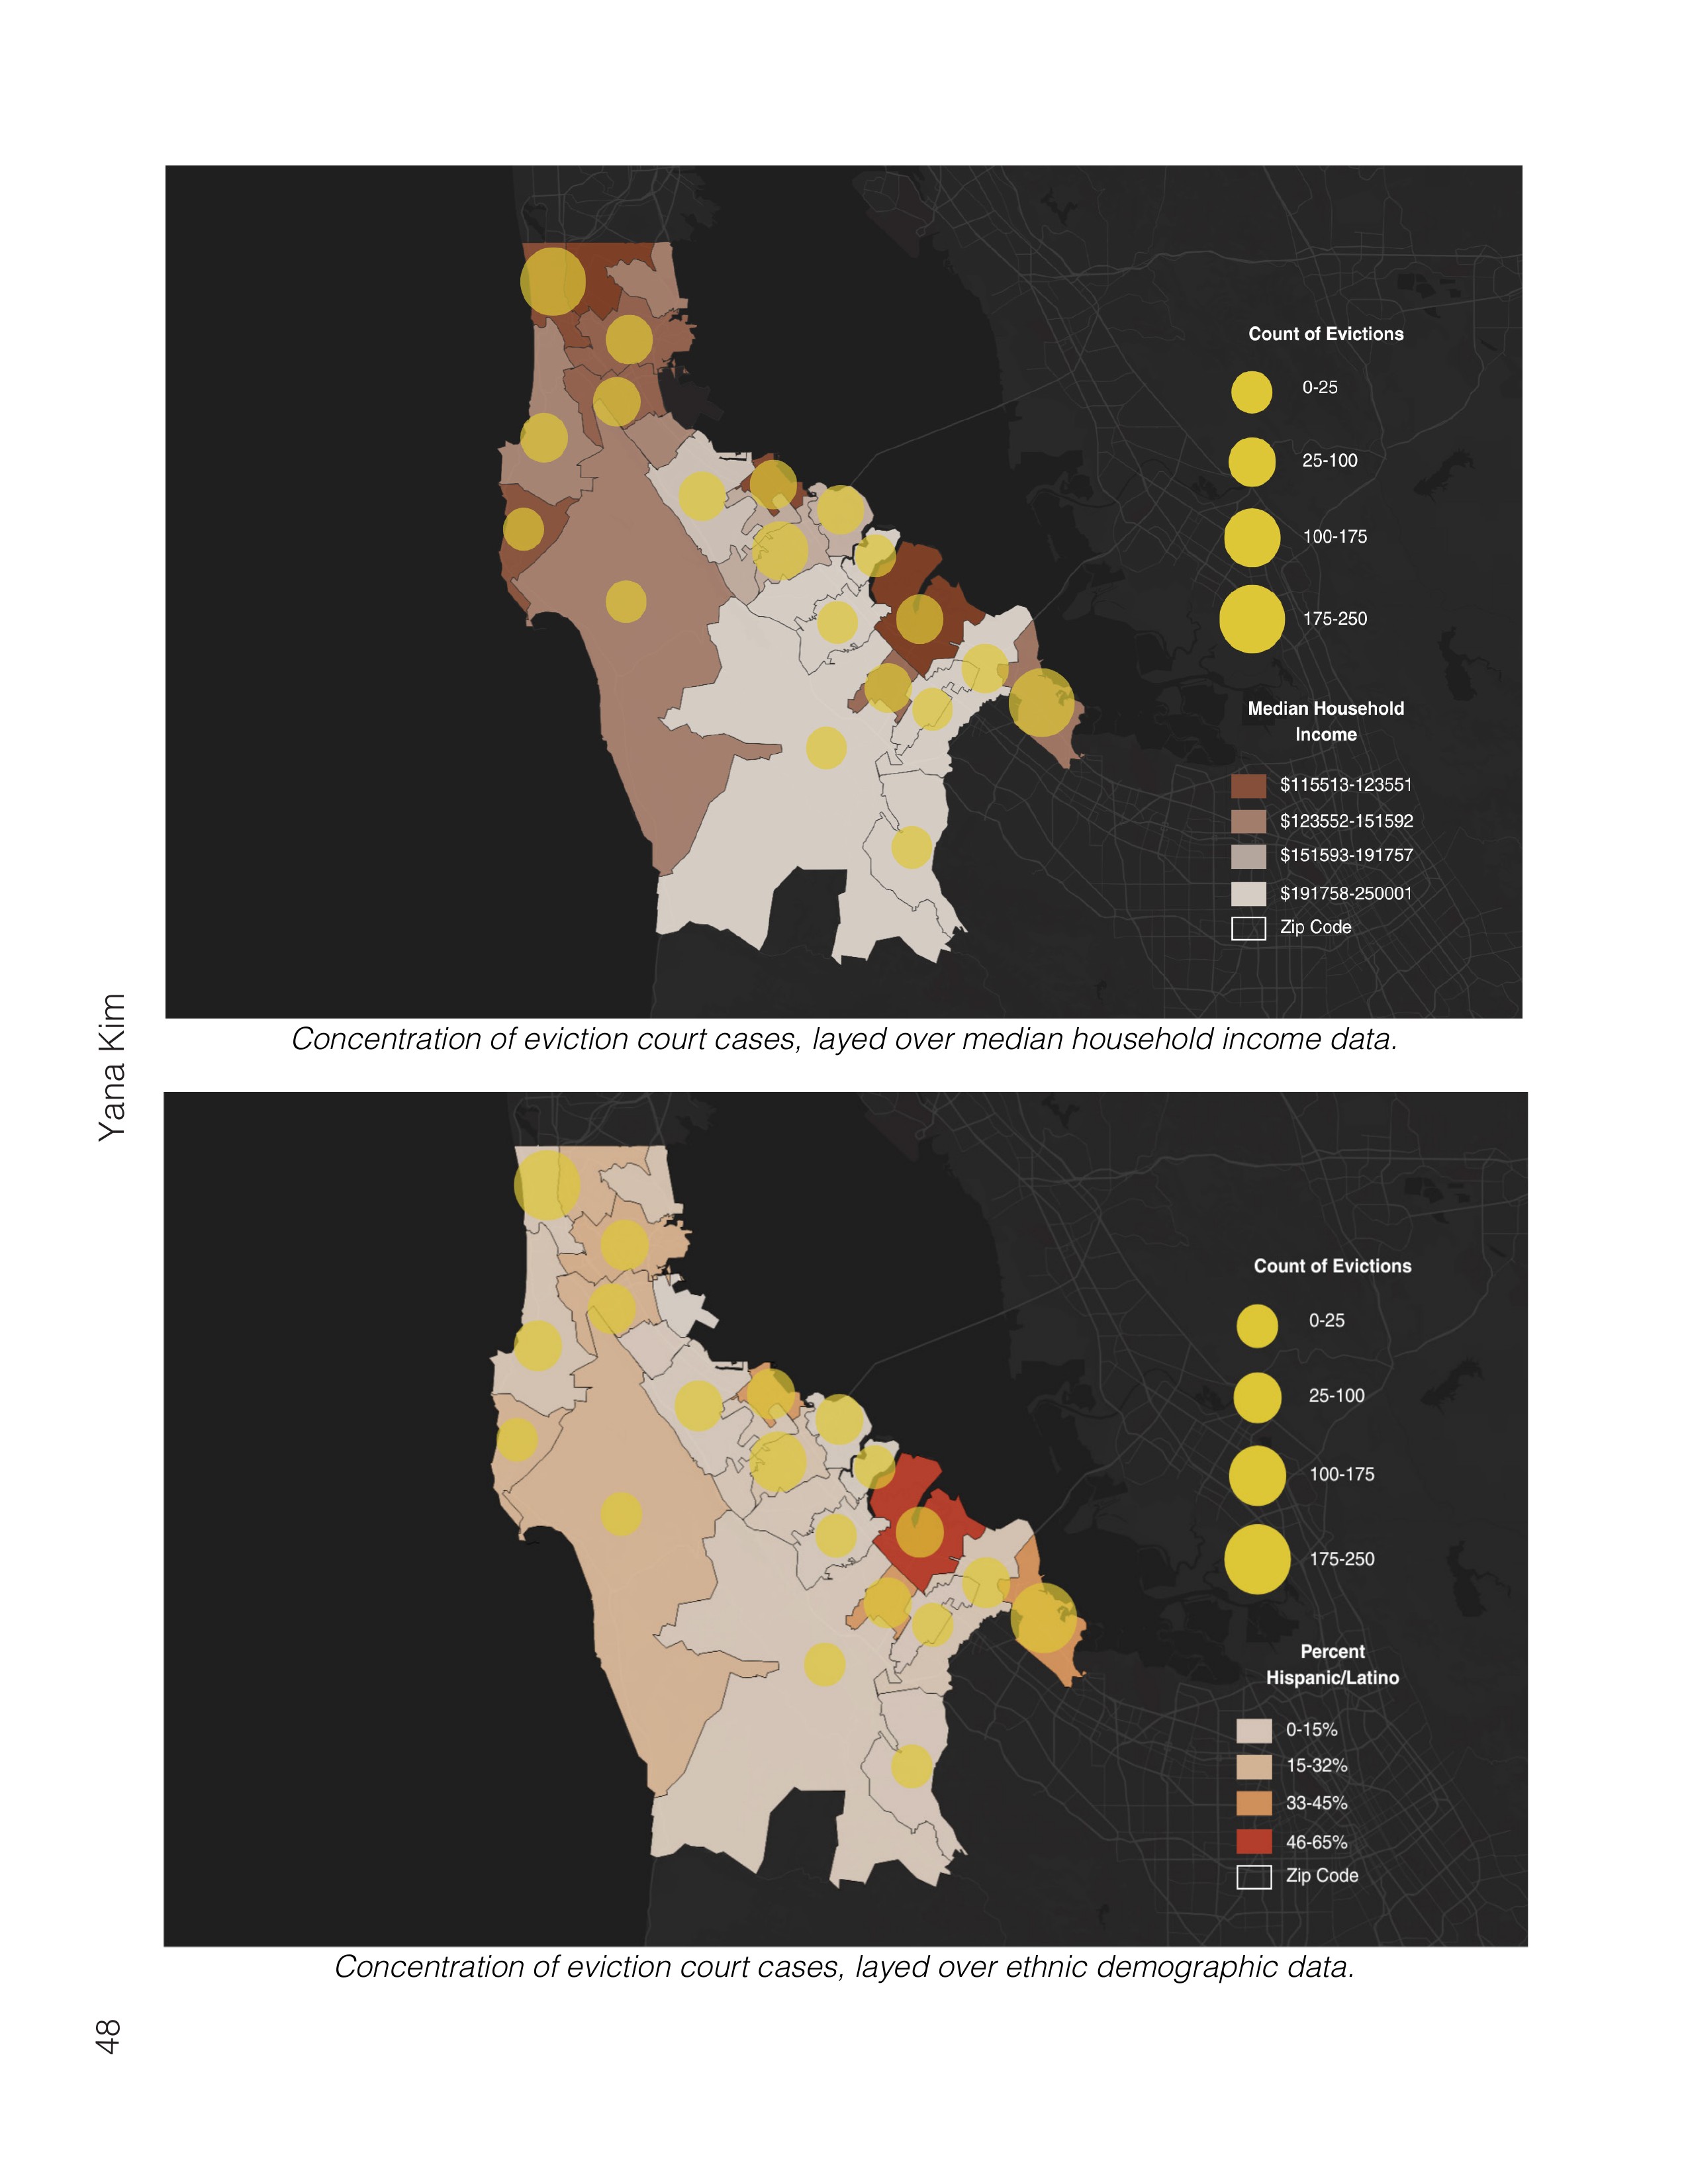 Count of Evictions
0-25
25-100
100-175
175-250
Median Household
Income
$115513-123551
$123552-151592
$151593-191757
$191758-250001
Zip Code
Concentration of eviction court cases, layed over median household income data.
Yana Kim
Count of Evictions
0-25
25-100
100-175
175-250
Percent
Hispanic/Latino
0-15%
15-32%
33-45%
46-65%
Zip Code
Concentration of eviction court cases, layed over ethnic demographic data.
48